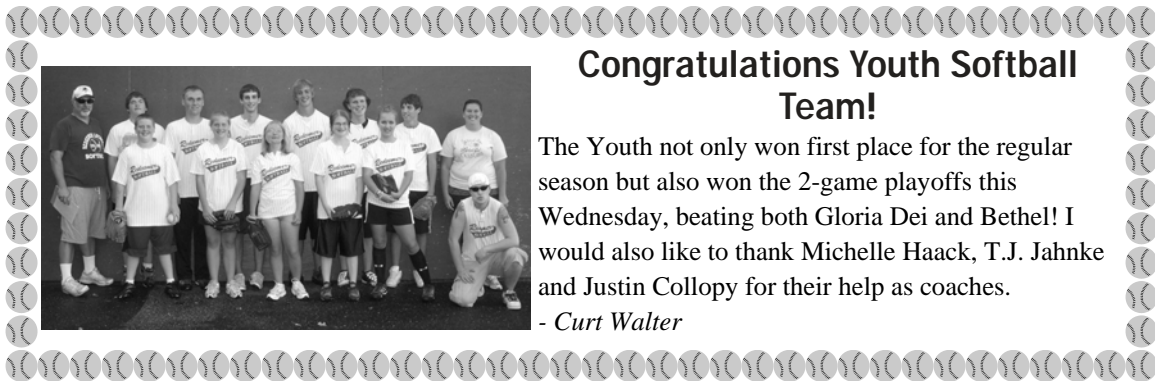 Congratulations Youth Softball
Team!
The Youth not only won first place for the regular
season but also won the 2-game playoffs this
Wednesday, beating both Gloria Dei and Bethel! I
would also like to thank Michelle Haack, T.J. Jahnke
and Justin Collopy for their help as coaches.
- Curt Walter